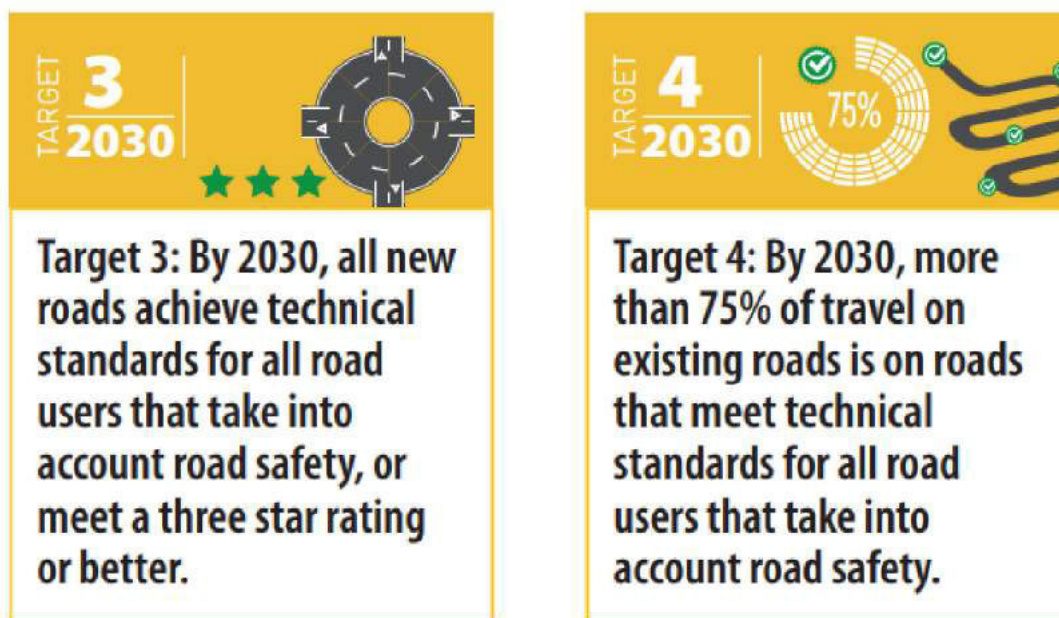 TARGET
3
2030
Target 3: By 2030, all new
roads achieve technical
standards for all road
users that take into
account road safety, or
meet a three star rating
or better.
TARGET
4
2030
75%
Target 4: By 2030, more
than 75% of travel on
existing roads is on roads
that meet technical
standards for all road
users that take into
account road safety.